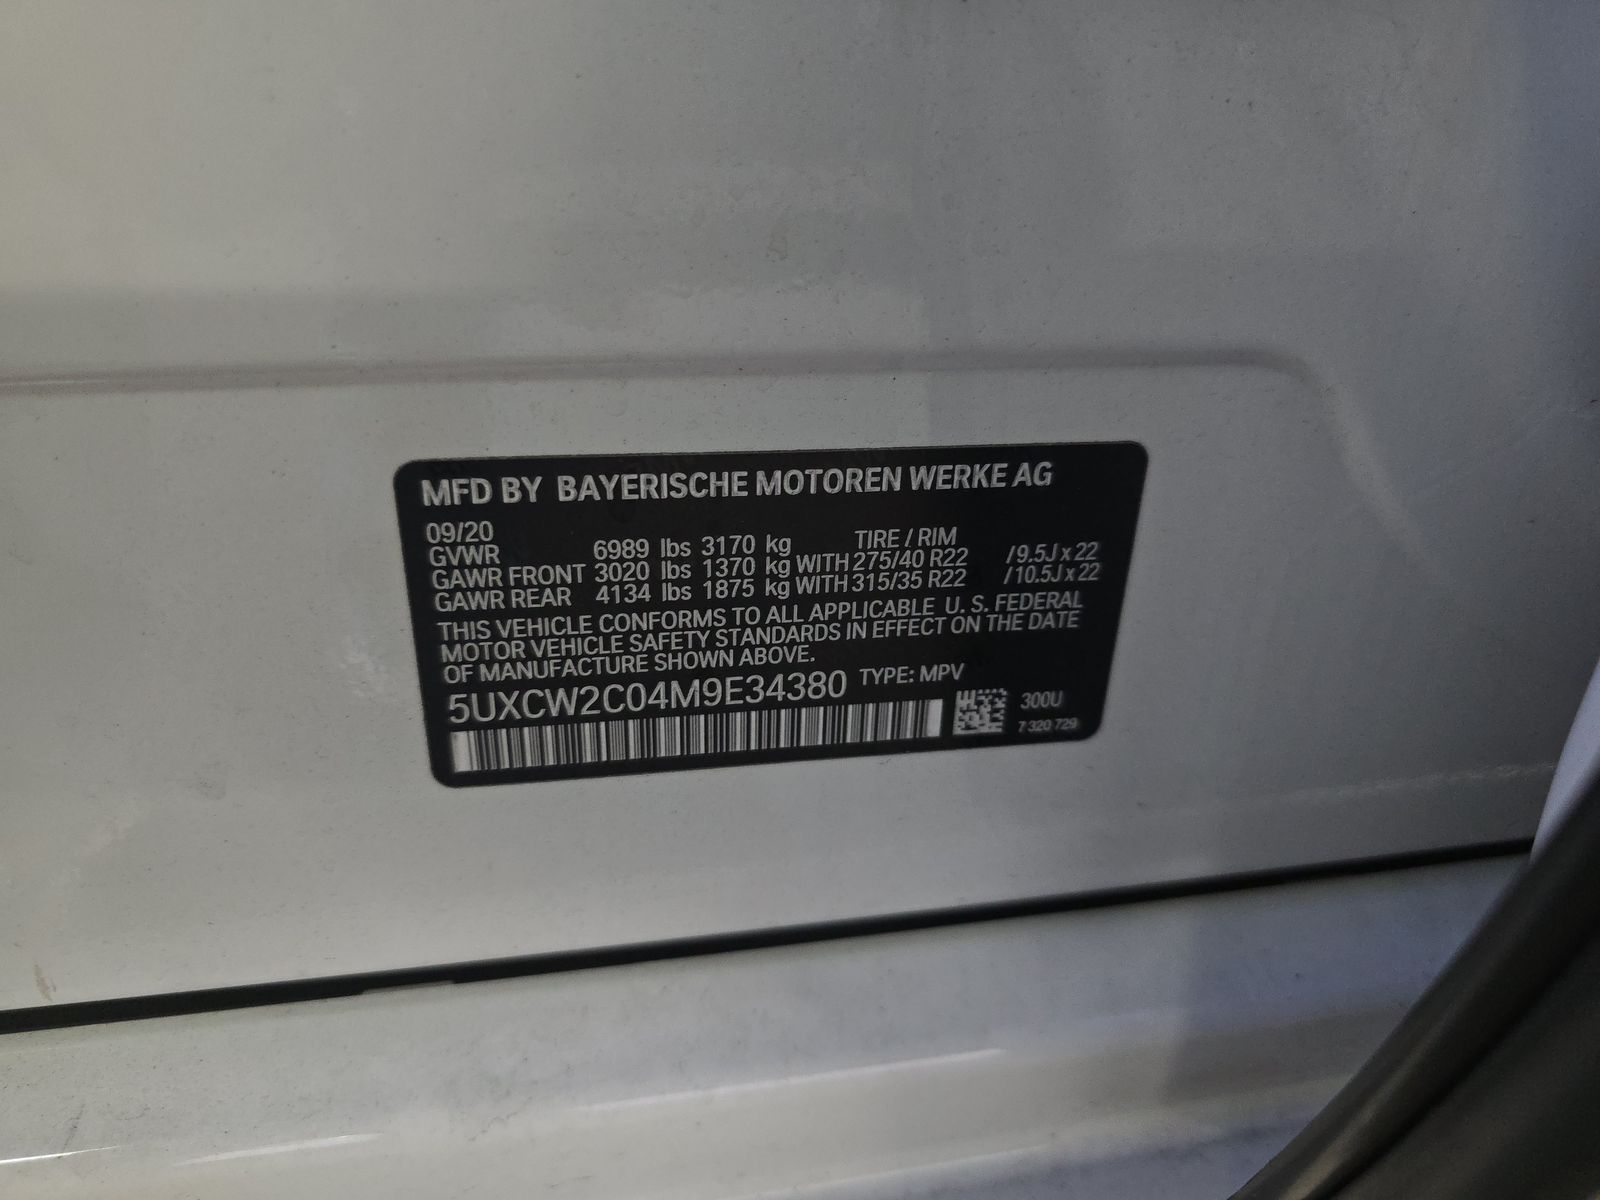 MFD BY BAYERISCHE MOTOREN WERKE AG
09/20
GVWR 6989 lbs 3170 kg TIRE / RIM
GAWR FRONT 3020 lbs 1370 kg WITH 275/40 R22 /9.5J x 22
GAWR REAR 4134 lbs 1875 kg WITH 315/35 R22 /10.5J x 22
THIS VEHICLE CONFORMS TO ALL APPLICABLE U. S. FEDERAL
MOTOR VEHICLE SAFETY STANDARDS IN EFFECT ON THE DATE
OF MANUFACTURE SHOWN ABOVE.
5UXCW2C04M9E34380 TYPE: MPV
300U
7 320 729